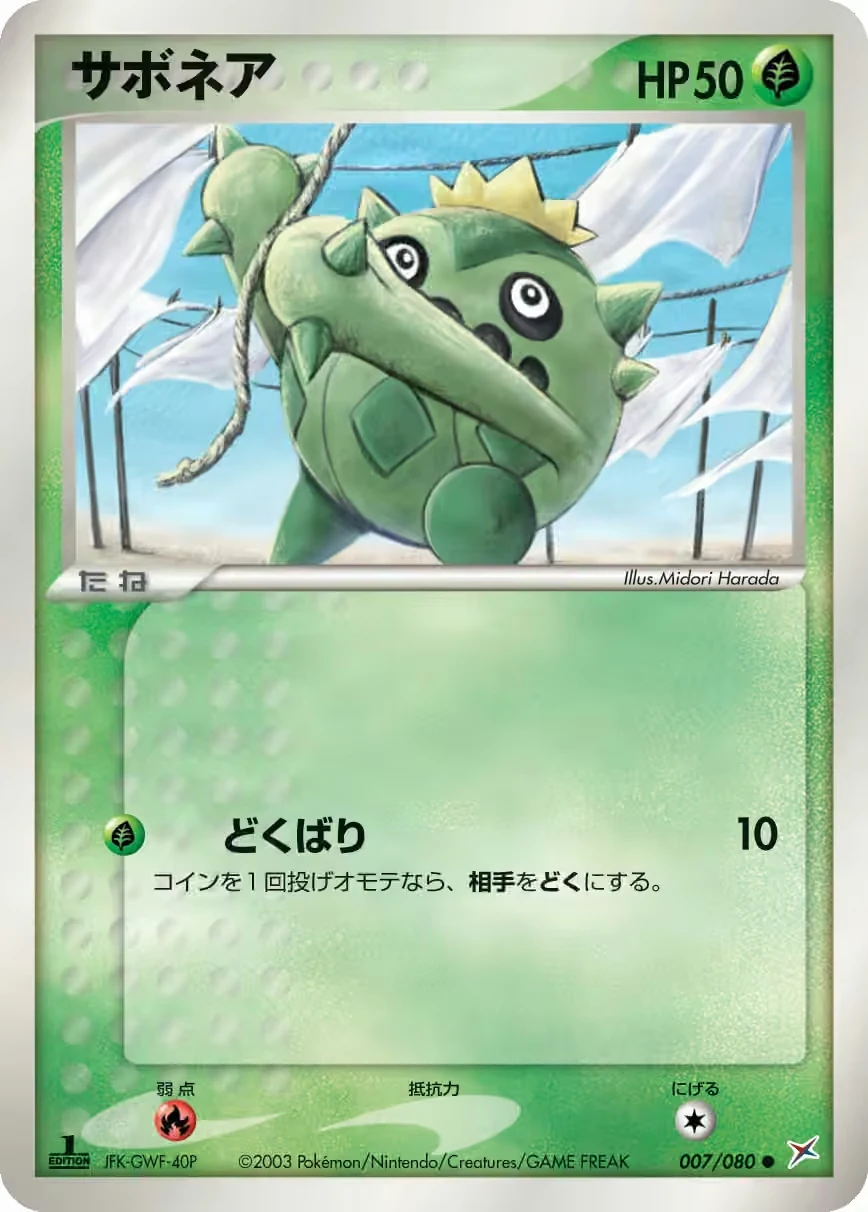 サボネア HP50
たね Illus.Midori Harada
どくばり 10
コインを1回投げオモテなら、相手をどくにする。
弱点 抵抗力 にげる
1 EDITION JFK-GWF-40P ©2003 Pokémon/Nintendo/Creatures/GAME FREAK 007/080 ●